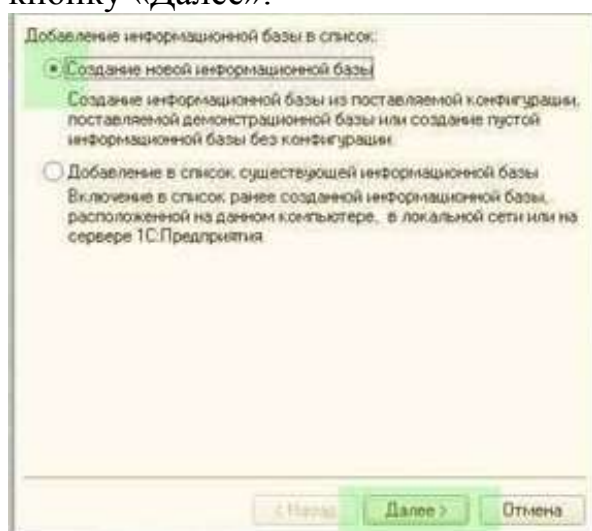 кнопку «Далее».
Добавление информационной базы в список:
Создание новой информационной базы
Создание информационной базы из поставляемой конфигурации,
поставляемой демонстрационной базы или создание пустой
информационной базы без конфигурации
Добавление в список существующей информационной базы
Включение в список ранее созданной информационной базы,
расположенной на данном компьютере, в локальной сети или на
сервере 1С:Предприятия
< Назад Далее > Отмена